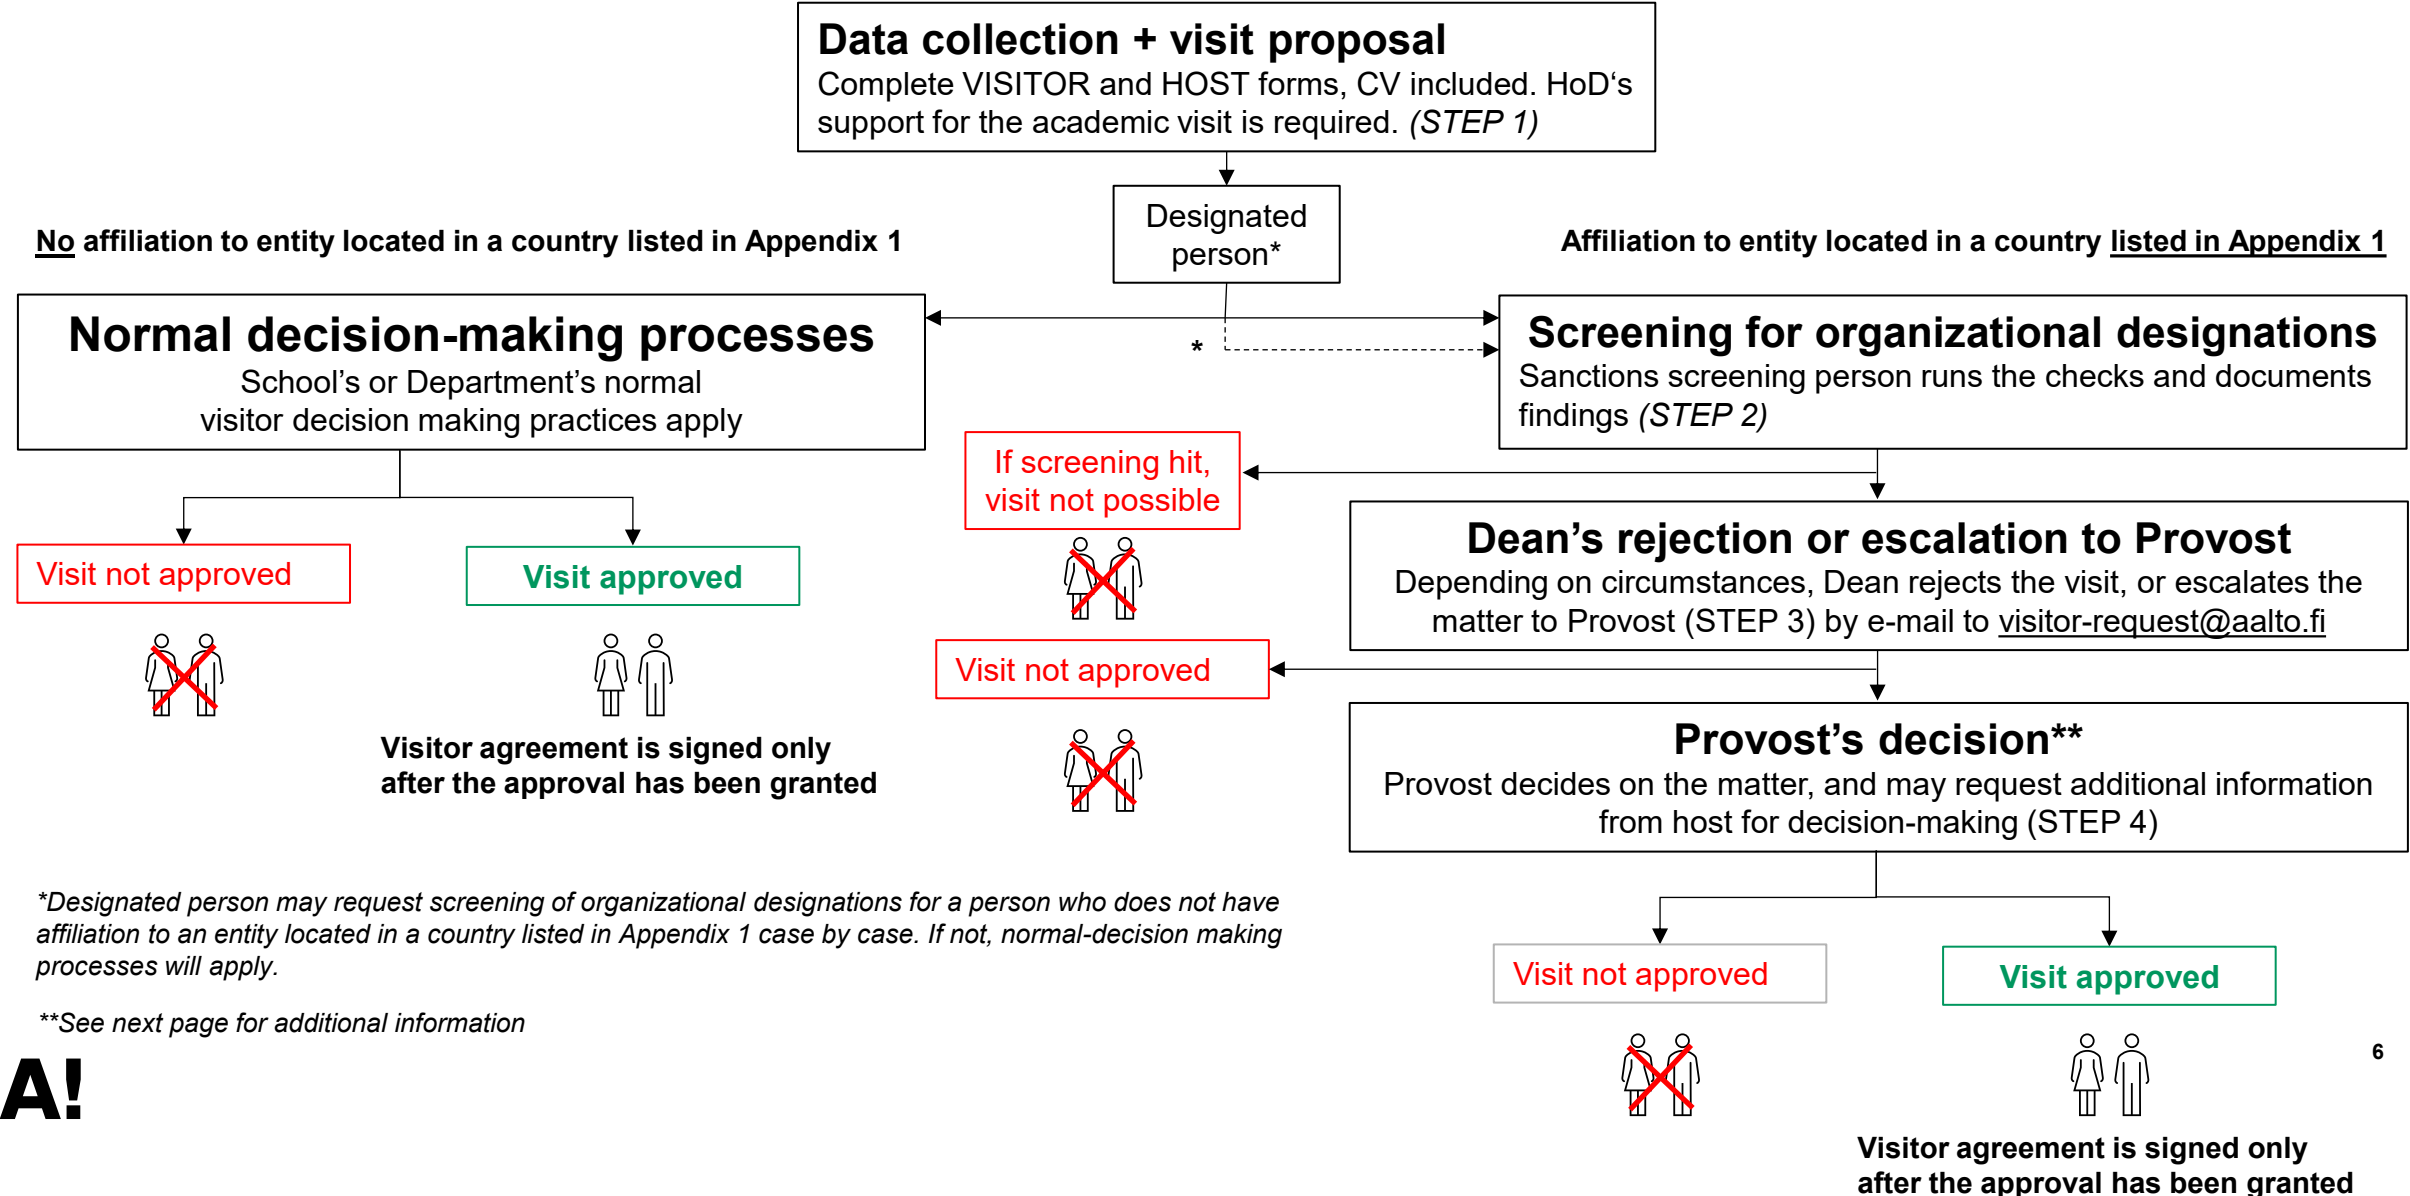 Data collection + visit proposal
Complete VISITOR and HOST forms, CV included. HoD‘s
support for the academic visit is required. (STEP 1)
Designated
person*
No affiliation to entity located in a country listed in Appendix 1
Affiliation to entity located in a country listed in Appendix 1
Normal decision-making processes
School’s or Department’s normal
visitor decision making practices apply
*
Screening for organizational designations
Sanctions screening person runs the checks and documents
findings (STEP 2)
If screening hit,
visit not possible
Dean’s rejection or escalation to Provost
Depending on circumstances, Dean rejects the visit, or escalates the
matter to Provost (STEP 3) by e-mail to visitor-request@aalto.fi
Visit not approved
Visit approved
Visit not approved
Visitor agreement is signed only
after the approval has been granted
Provost’s decision**
Provost decides on the matter, and may request additional information
from host for decision-making (STEP 4)
*Designated person may request screening of organizational designations for a person who does not have
affiliation to an entity located in a country listed in Appendix 1 case by case. If not, normal-decision making
processes will apply.
**See next page for additional information
Visit not approved
Visit approved
A!
6
Visitor agreement is signed only
after the approval has been granted